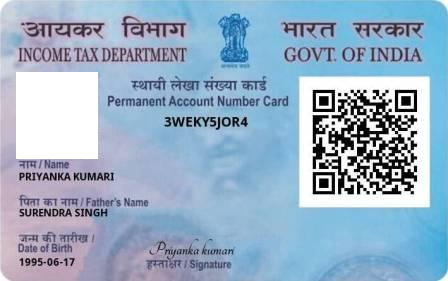 आयकर विभाग
INCOME TAX DEPARTMENT
भारत सरकार
GOVT. OF INDIA
स्थायी लेखा संख्या कार्ड
Permanent Account Number Card
3WEKY5JOR4
नाम / Name
PRIYANKA KUMARI
पिता का नाम / Father's Name
SURENDRA SINGH
जन्म की तारीख /
Date of Birth
1995-06-17
Priyanka kumari
हस्ताक्षर / Signature